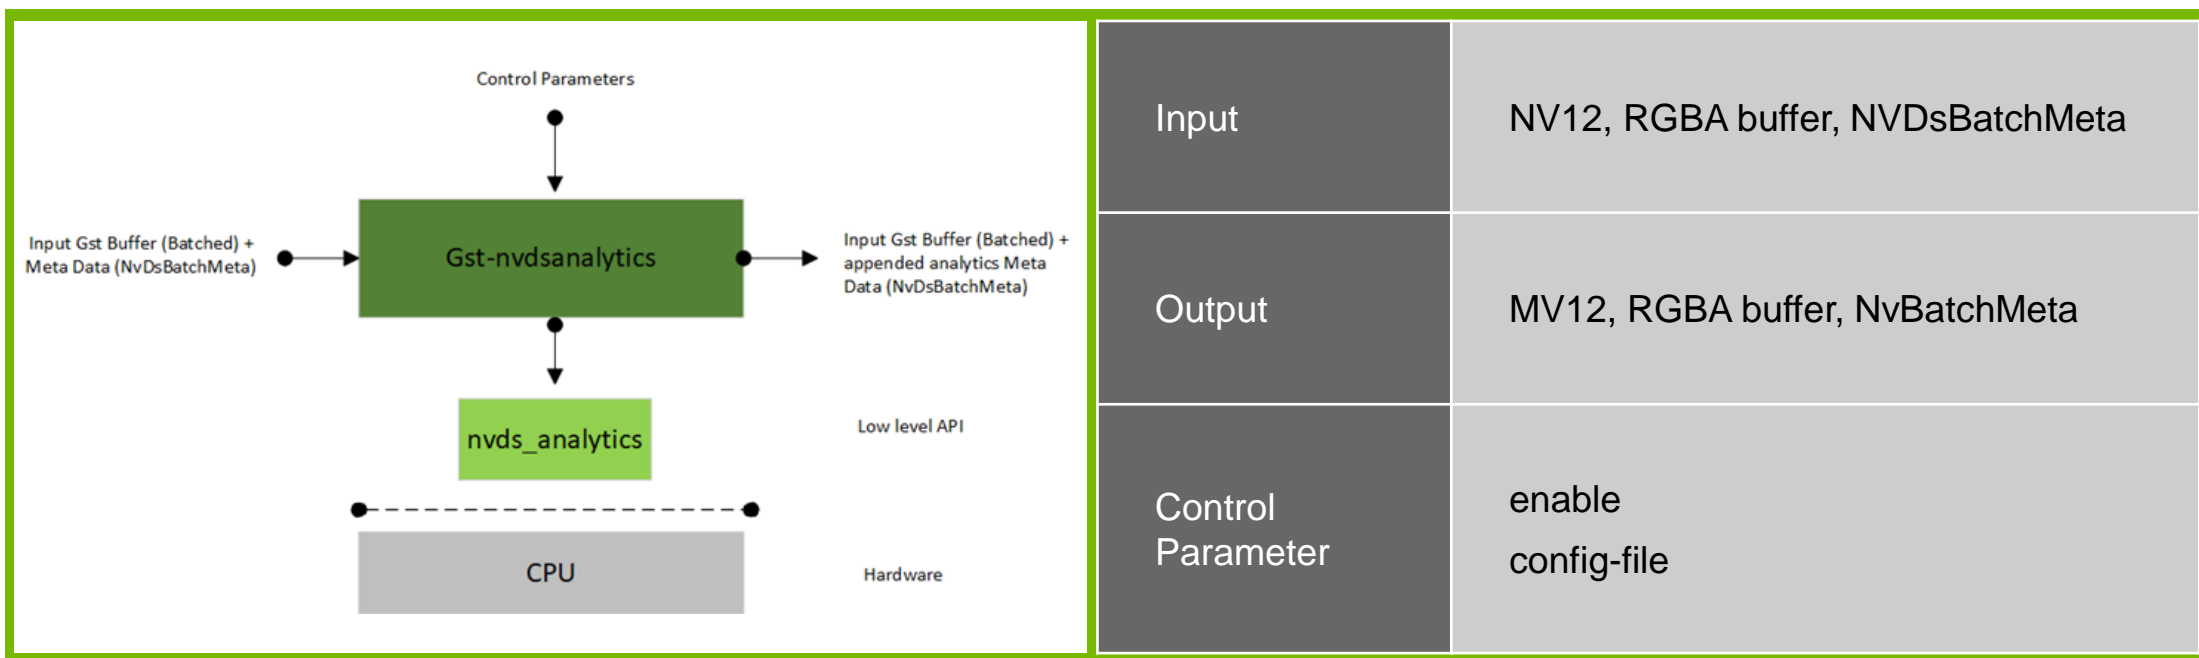 Control Parameters
Input Gst Buffer (Batched) +
Meta Data (NvDsBatchMeta)
Gst-nvdsanalytics
Input Gst Buffer (Batched) +
appended analytics Meta
Data (NvDsBatchMeta)
nvds_analytics
Low level API
CPU
Hardware
Input
NV12, RGBA buffer, NVDsBatchMeta
Output
MV12, RGBA buffer, NvBatchMeta
Control
Parameter
enable
config-file